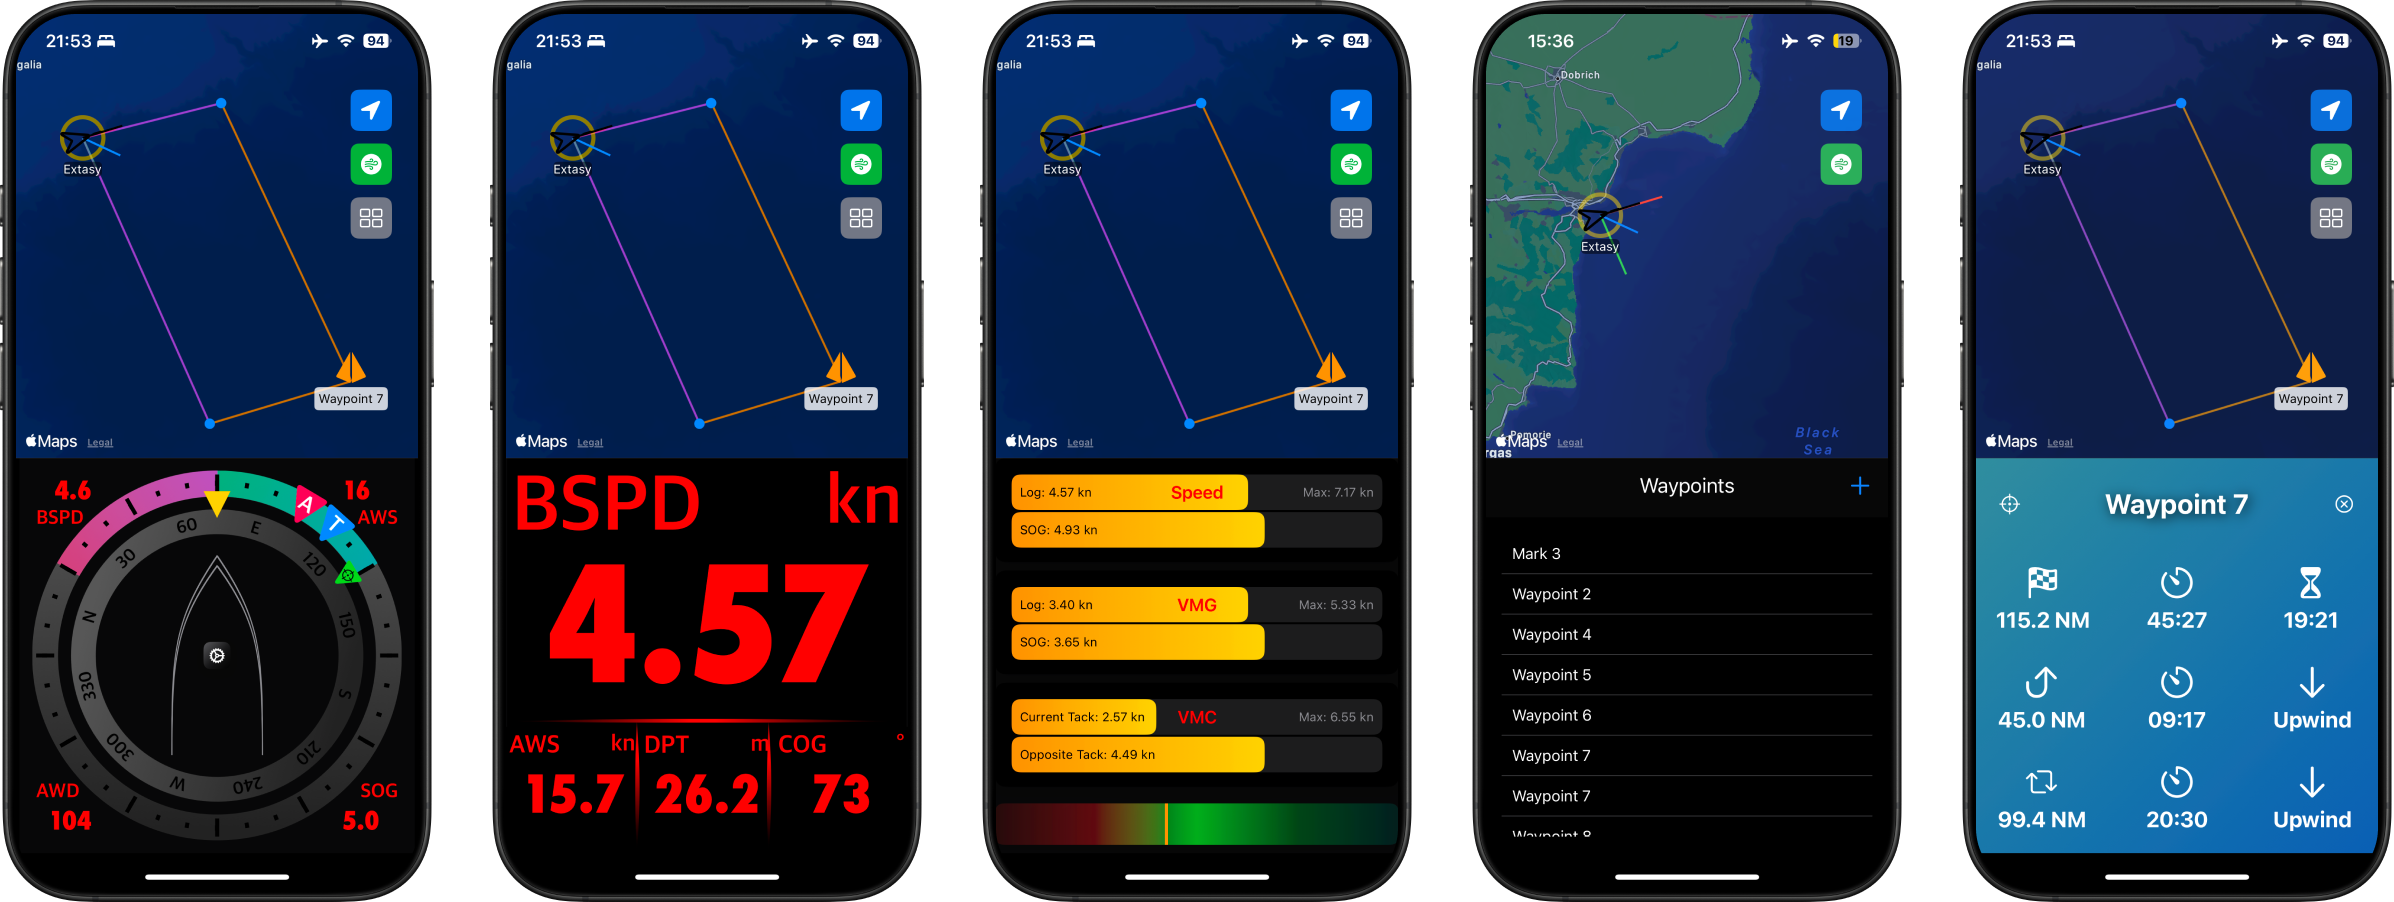 21:53
94
galia
Extasy
Waypoint 7
Maps
Legal
4.6
BSPD
16
AWS
A
T
60
E
30
120
N
150
330
S
300
210
W
240
AWD
104
SOG
5.0
21:53
94
galia
Extasy
Waypoint 7
Maps
Legal
BSPD kn
4.57
AWS kn DPT m COG °
15.7 26.2 73
21:53
94
galia
Extasy
Waypoint 7
Maps
Legal
Log: 4.57 kn Speed Max: 7.17 kn
SOG: 4.93 kn
Log: 3.40 kn VMG Max: 5.33 kn
SOG: 3.65 kn
Current Tack: 2.57 kn VMC Max: 6.55 kn
Opposite Tack: 4.49 kn
15:36
19
Dobrich
Extasy
Black
Sea
Pomorie
Maps
Legal
rgas
Waypoints
Mark 3
Waypoint 2
Waypoint 4
Waypoint 5
Waypoint 6
Waypoint 7
Waypoint 7
Waypoint 8
21:53
94
galia
Extasy
Waypoint 7
Maps
Legal
Waypoint 7
115.2 NM 45:27 19:21
45.0 NM 09:17 Upwind
99.4 NM 20:30 Upwind